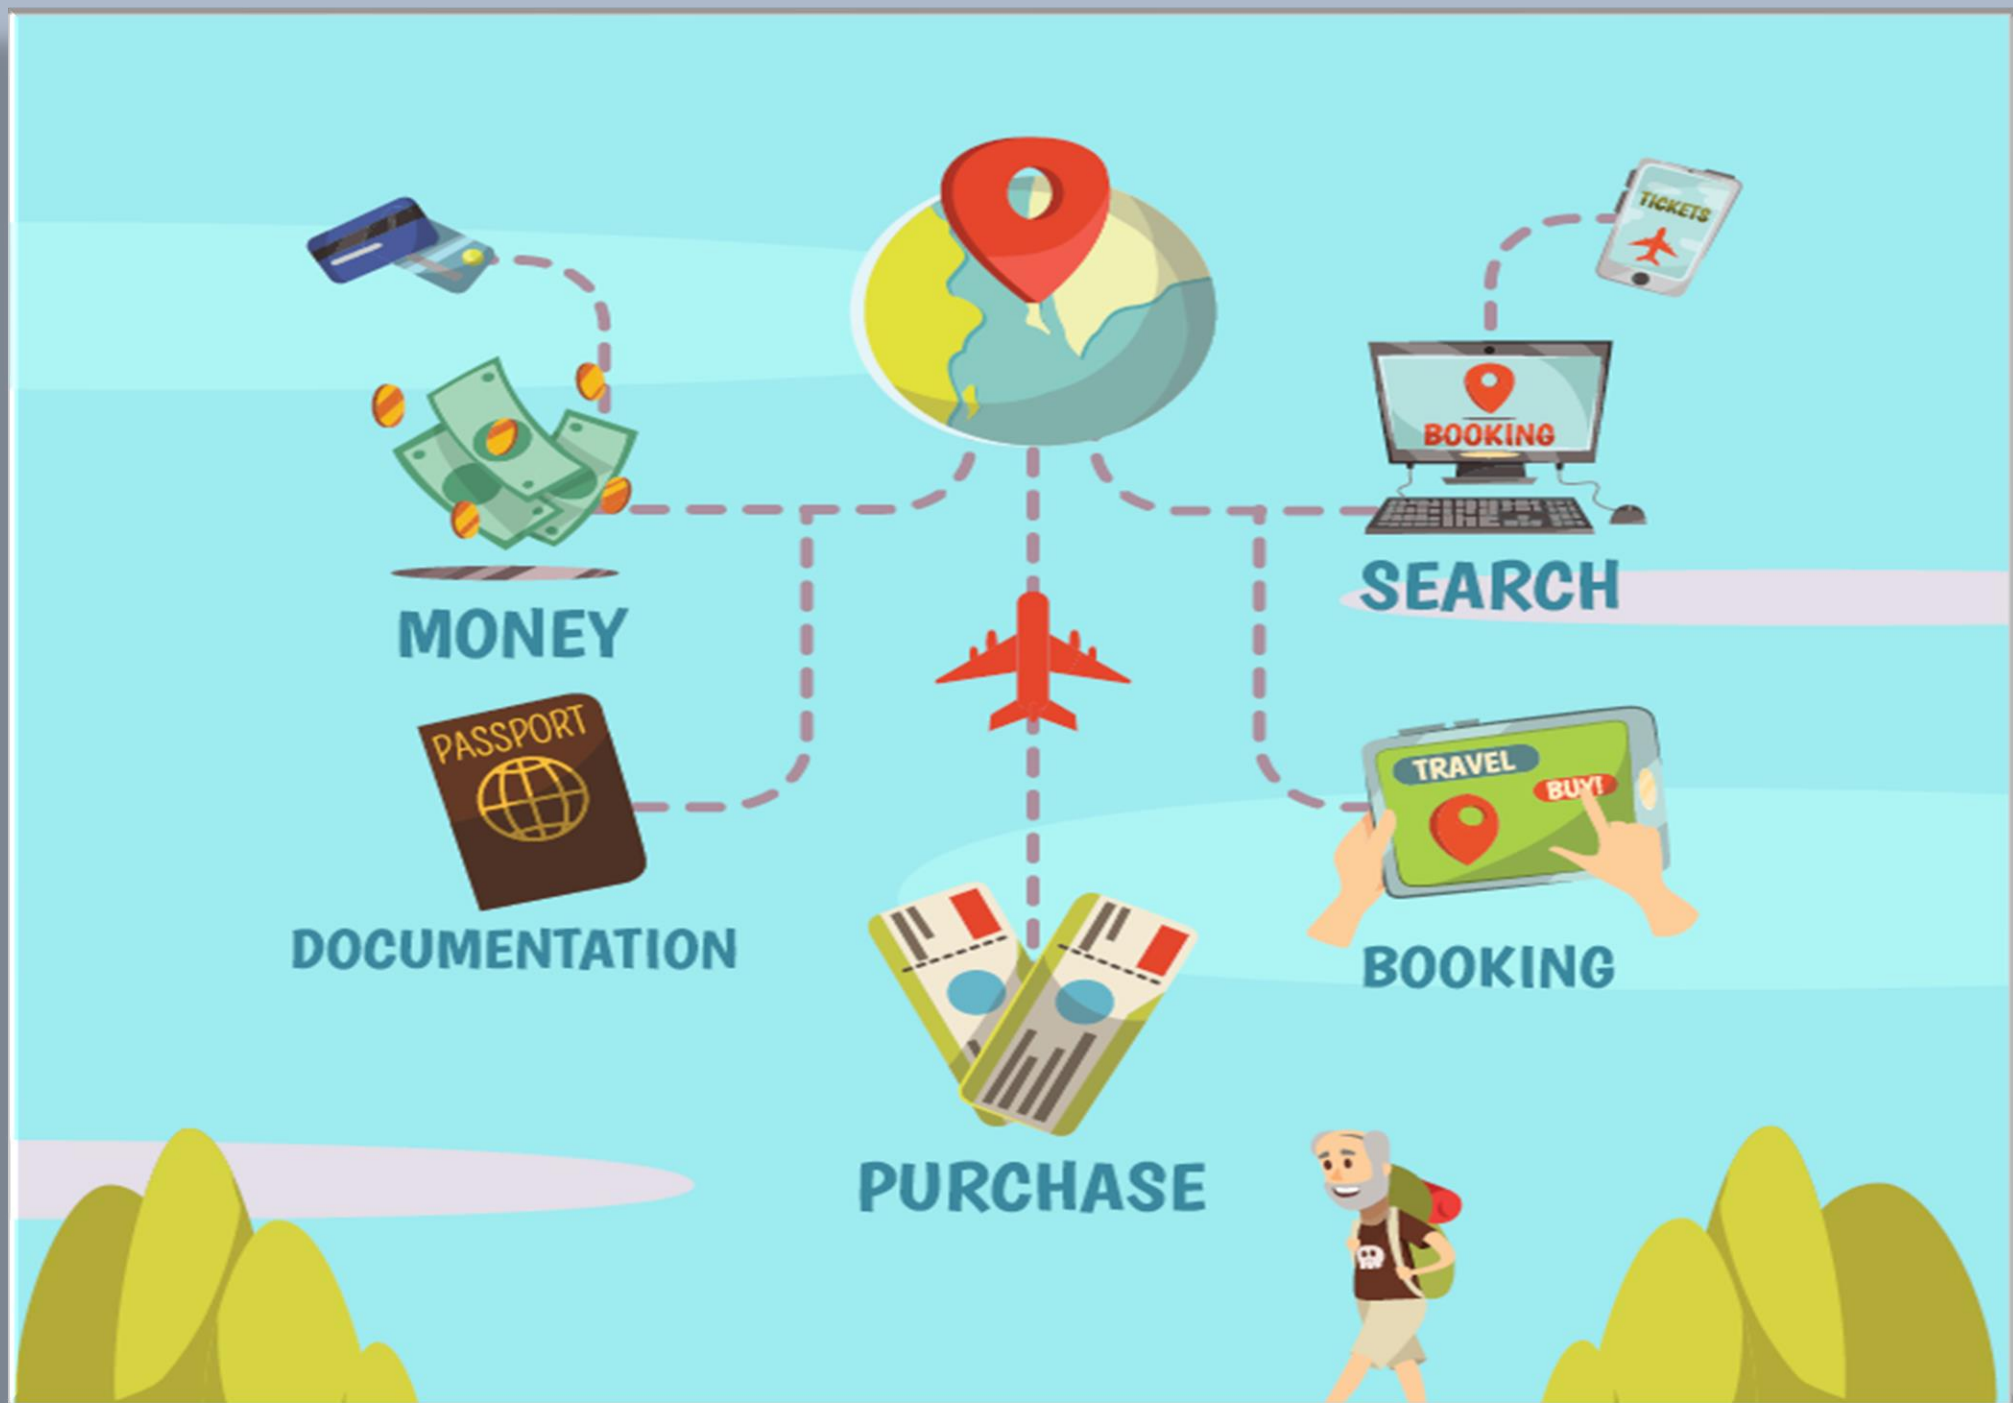 TICKETS
BOOKING
MONEY
SEARCH
PASSPORT
TRAVEL
BUY!
DOCUMENTATION
BOOKING
PURCHASE